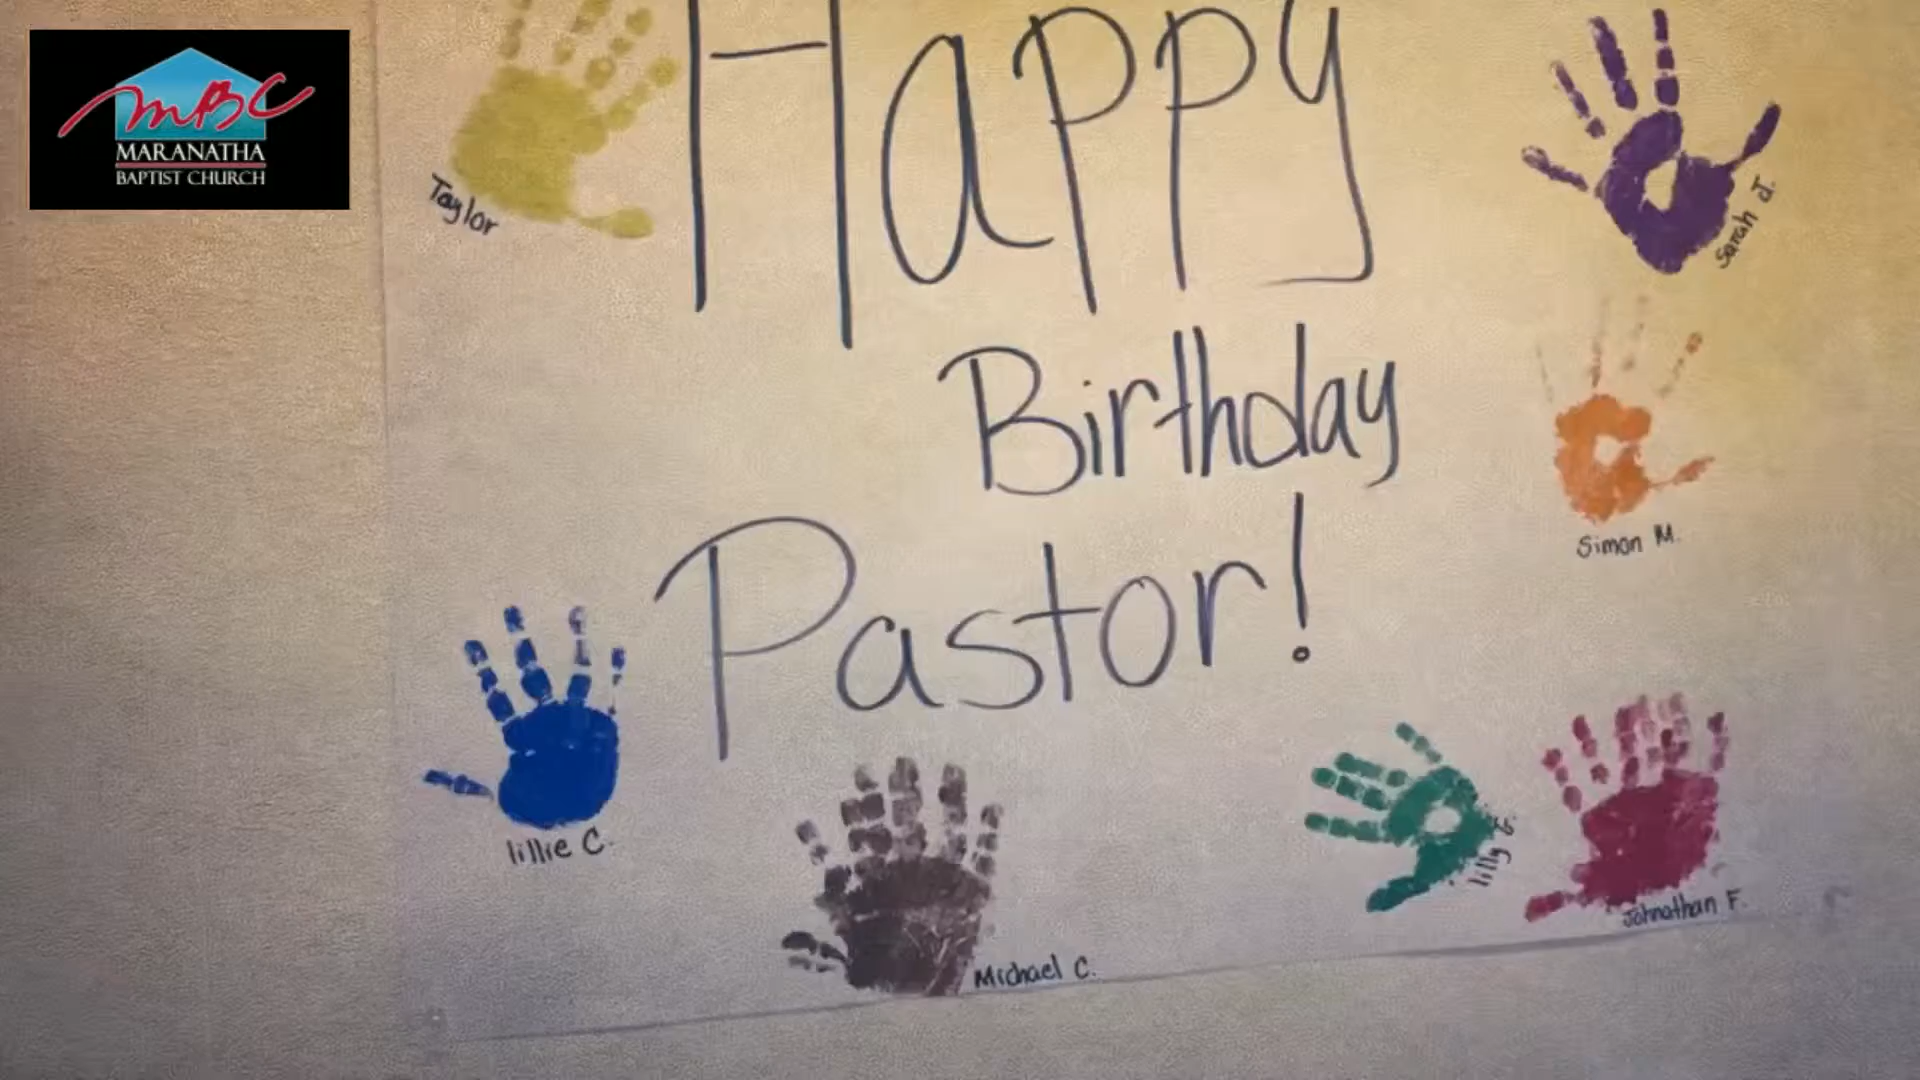 MBC
MARANATHA
BAPTIST CHURCH
Happy
Birthday
Pastor!
Taylor
Sarah J.
Simon M.
lillie C.
Michael C.
lilly
Johnathan F.